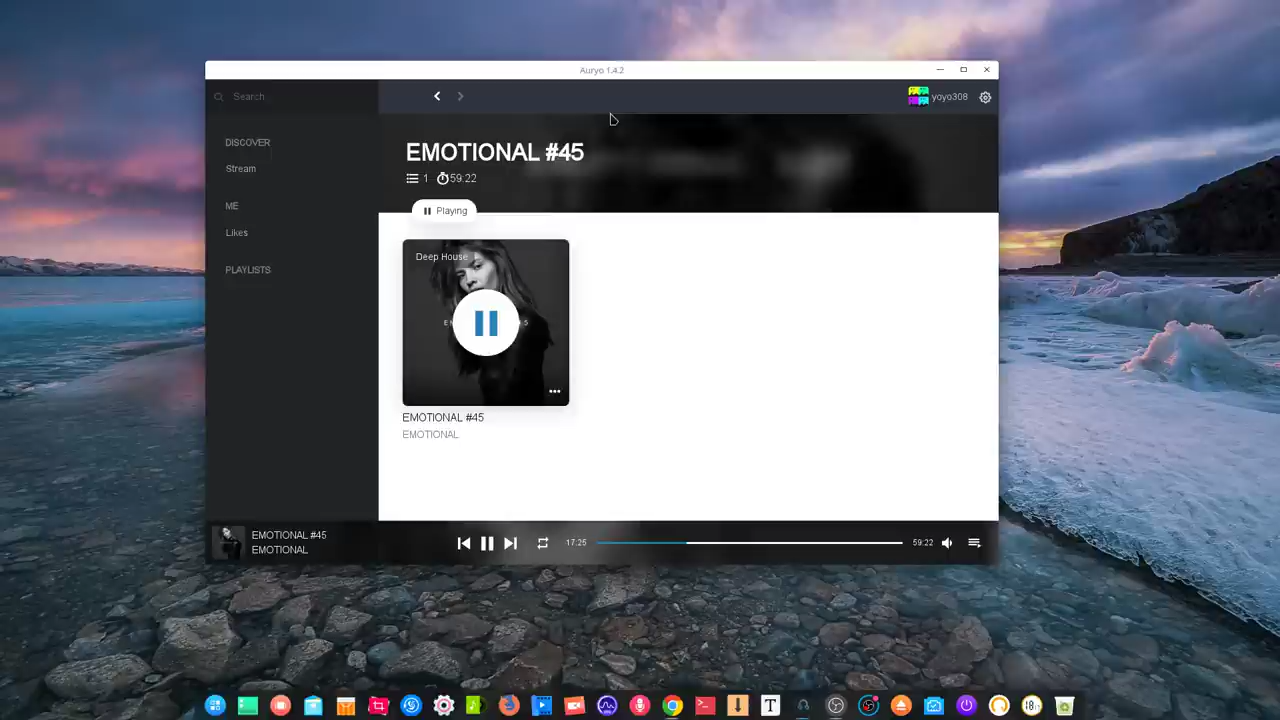 Auryo 1.4.2
Search
yoyo308
DISCOVER
Stream
ME
Likes
PLAYLISTS
EMOTIONAL #45
1 59:22
Playing
Deep House
EMOTIONAL #45
EMOTIONAL
EMOTIONAL #45
EMOTIONAL
17:25
59:22
T
18